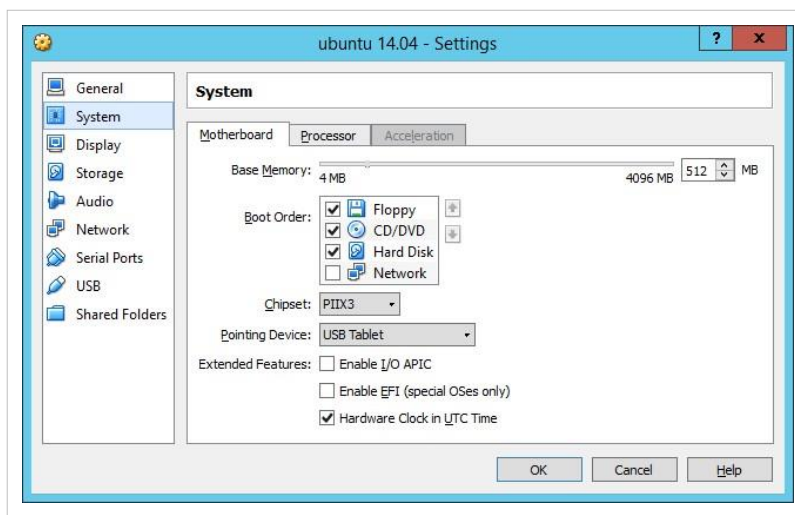 ubuntu 14.04 - Settings
? x
General
System
Display
Storage
Audio
Network
Serial Ports
USB
Shared Folders
System
Motherboard Processor Acceleration
Base Memory: 4 MB 4096 MB 512 MB
Boot Order: Floppy
CD/DVD
Hard Disk
Network
Chipset: PIIX3
Pointing Device: USB Tablet
Extended Features: Enable I/O APIC
Enable EFI (special OSes only)
Hardware Clock in UTC Time
OK Cancel Help